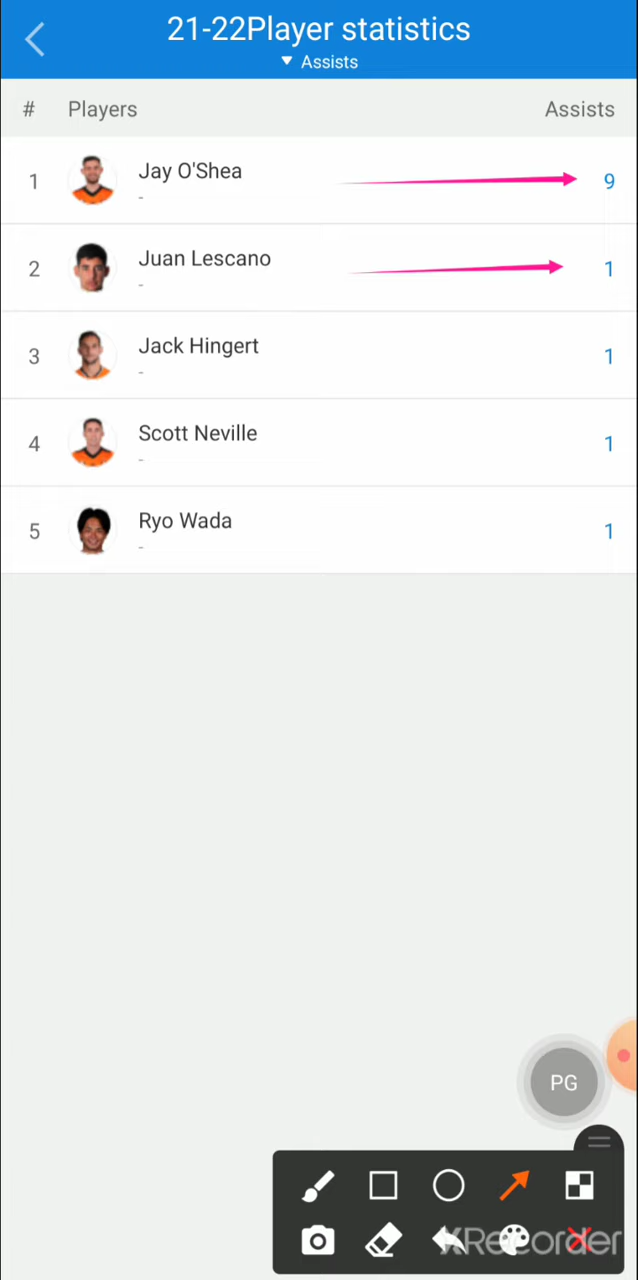 21-22Player statistics
▼ Assists
# Players Assists
1 Jay O'Shea 9
-
2 Juan Lescano 1
-
3 Jack Hingert 1
-
4 Scott Neville 1
-
5 Ryo Wada 1
-
PG
XRecorder